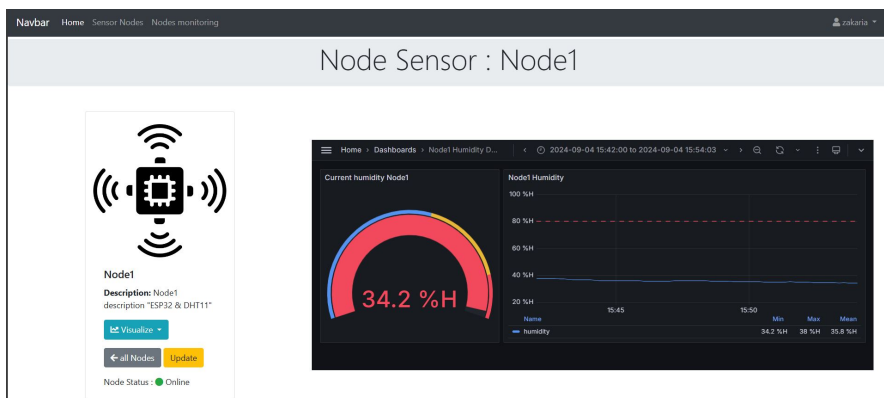 Navbar Home Sensor Nodes Nodes monitoring zakaria
Node Sensor : Node1
Node1
Description: Node1
description "ESP32 & DHT11"
Visualize
all Nodes Update
Node Status : Online
Home › Dashboards › Node1 Humidity D... 2024-09-04 15:42:00 to 2024-09-04 15:54:03
Current humidity Node1
34.2 %H
Node1 Humidity
100 %H
80 %H
60 %H
40 %H
20 %H
15:45 15:50
Name Min Max Mean
humidity 34.2 %H 38 %H 35.8 %H